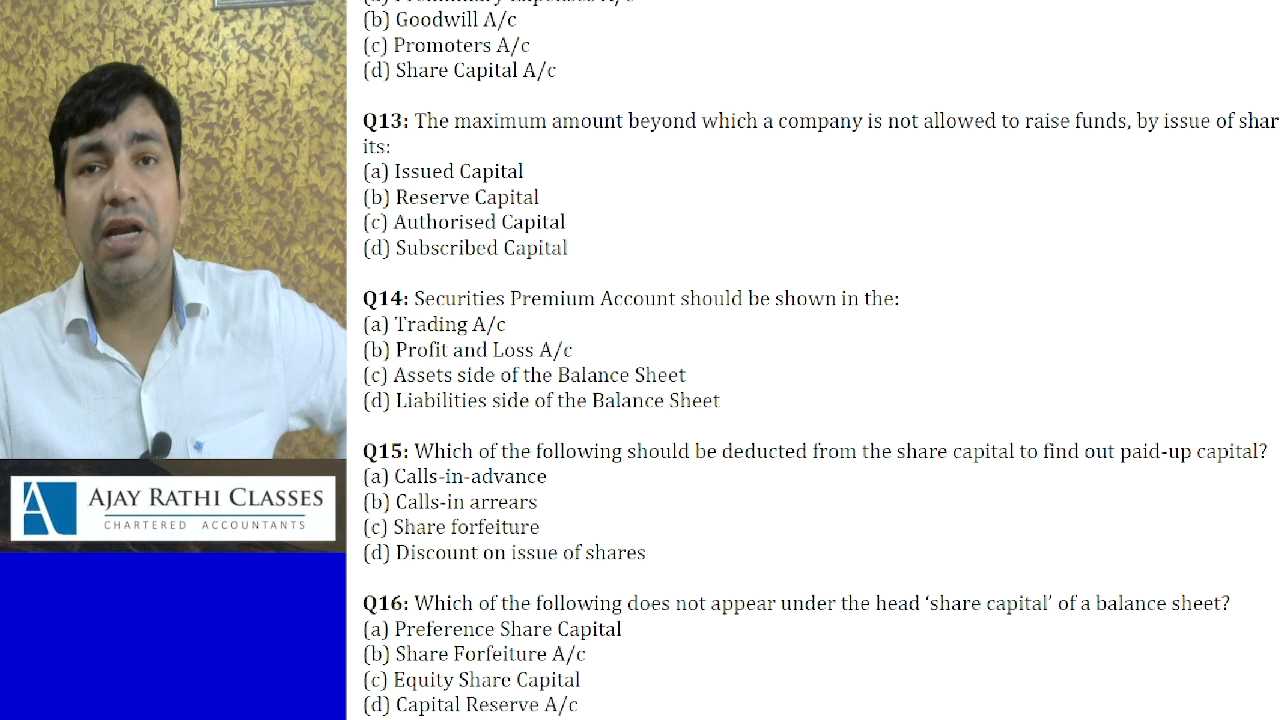 (b) Goodwill A/c
(c) Promoters A/c
(d) Share Capital A/c
Q13: The maximum amount beyond which a company is not allowed to raise funds, by issue of shar
its:
(a) Issued Capital
(b) Reserve Capital
(c) Authorised Capital
(d) Subscribed Capital
Q14: Securities Premium Account should be shown in the:
(a) Trading A/c
(b) Profit and Loss A/c
(c) Assets side of the Balance Sheet
(d) Liabilities side of the Balance Sheet
Q15: Which of the following should be deducted from the share capital to find out paid-up capital?
(a) Calls-in-advance
(b) Calls-in arrears
(c) Share forfeiture
(d) Discount on issue of shares
Q16: Which of the following does not appear under the head ‘share capital’ of a balance sheet?
(a) Preference Share Capital
(b) Share Forfeiture A/c
(c) Equity Share Capital
(d) Capital Reserve A/c
AJAY RATHI CLASSES
CHARTERED ACCOUNTANTS